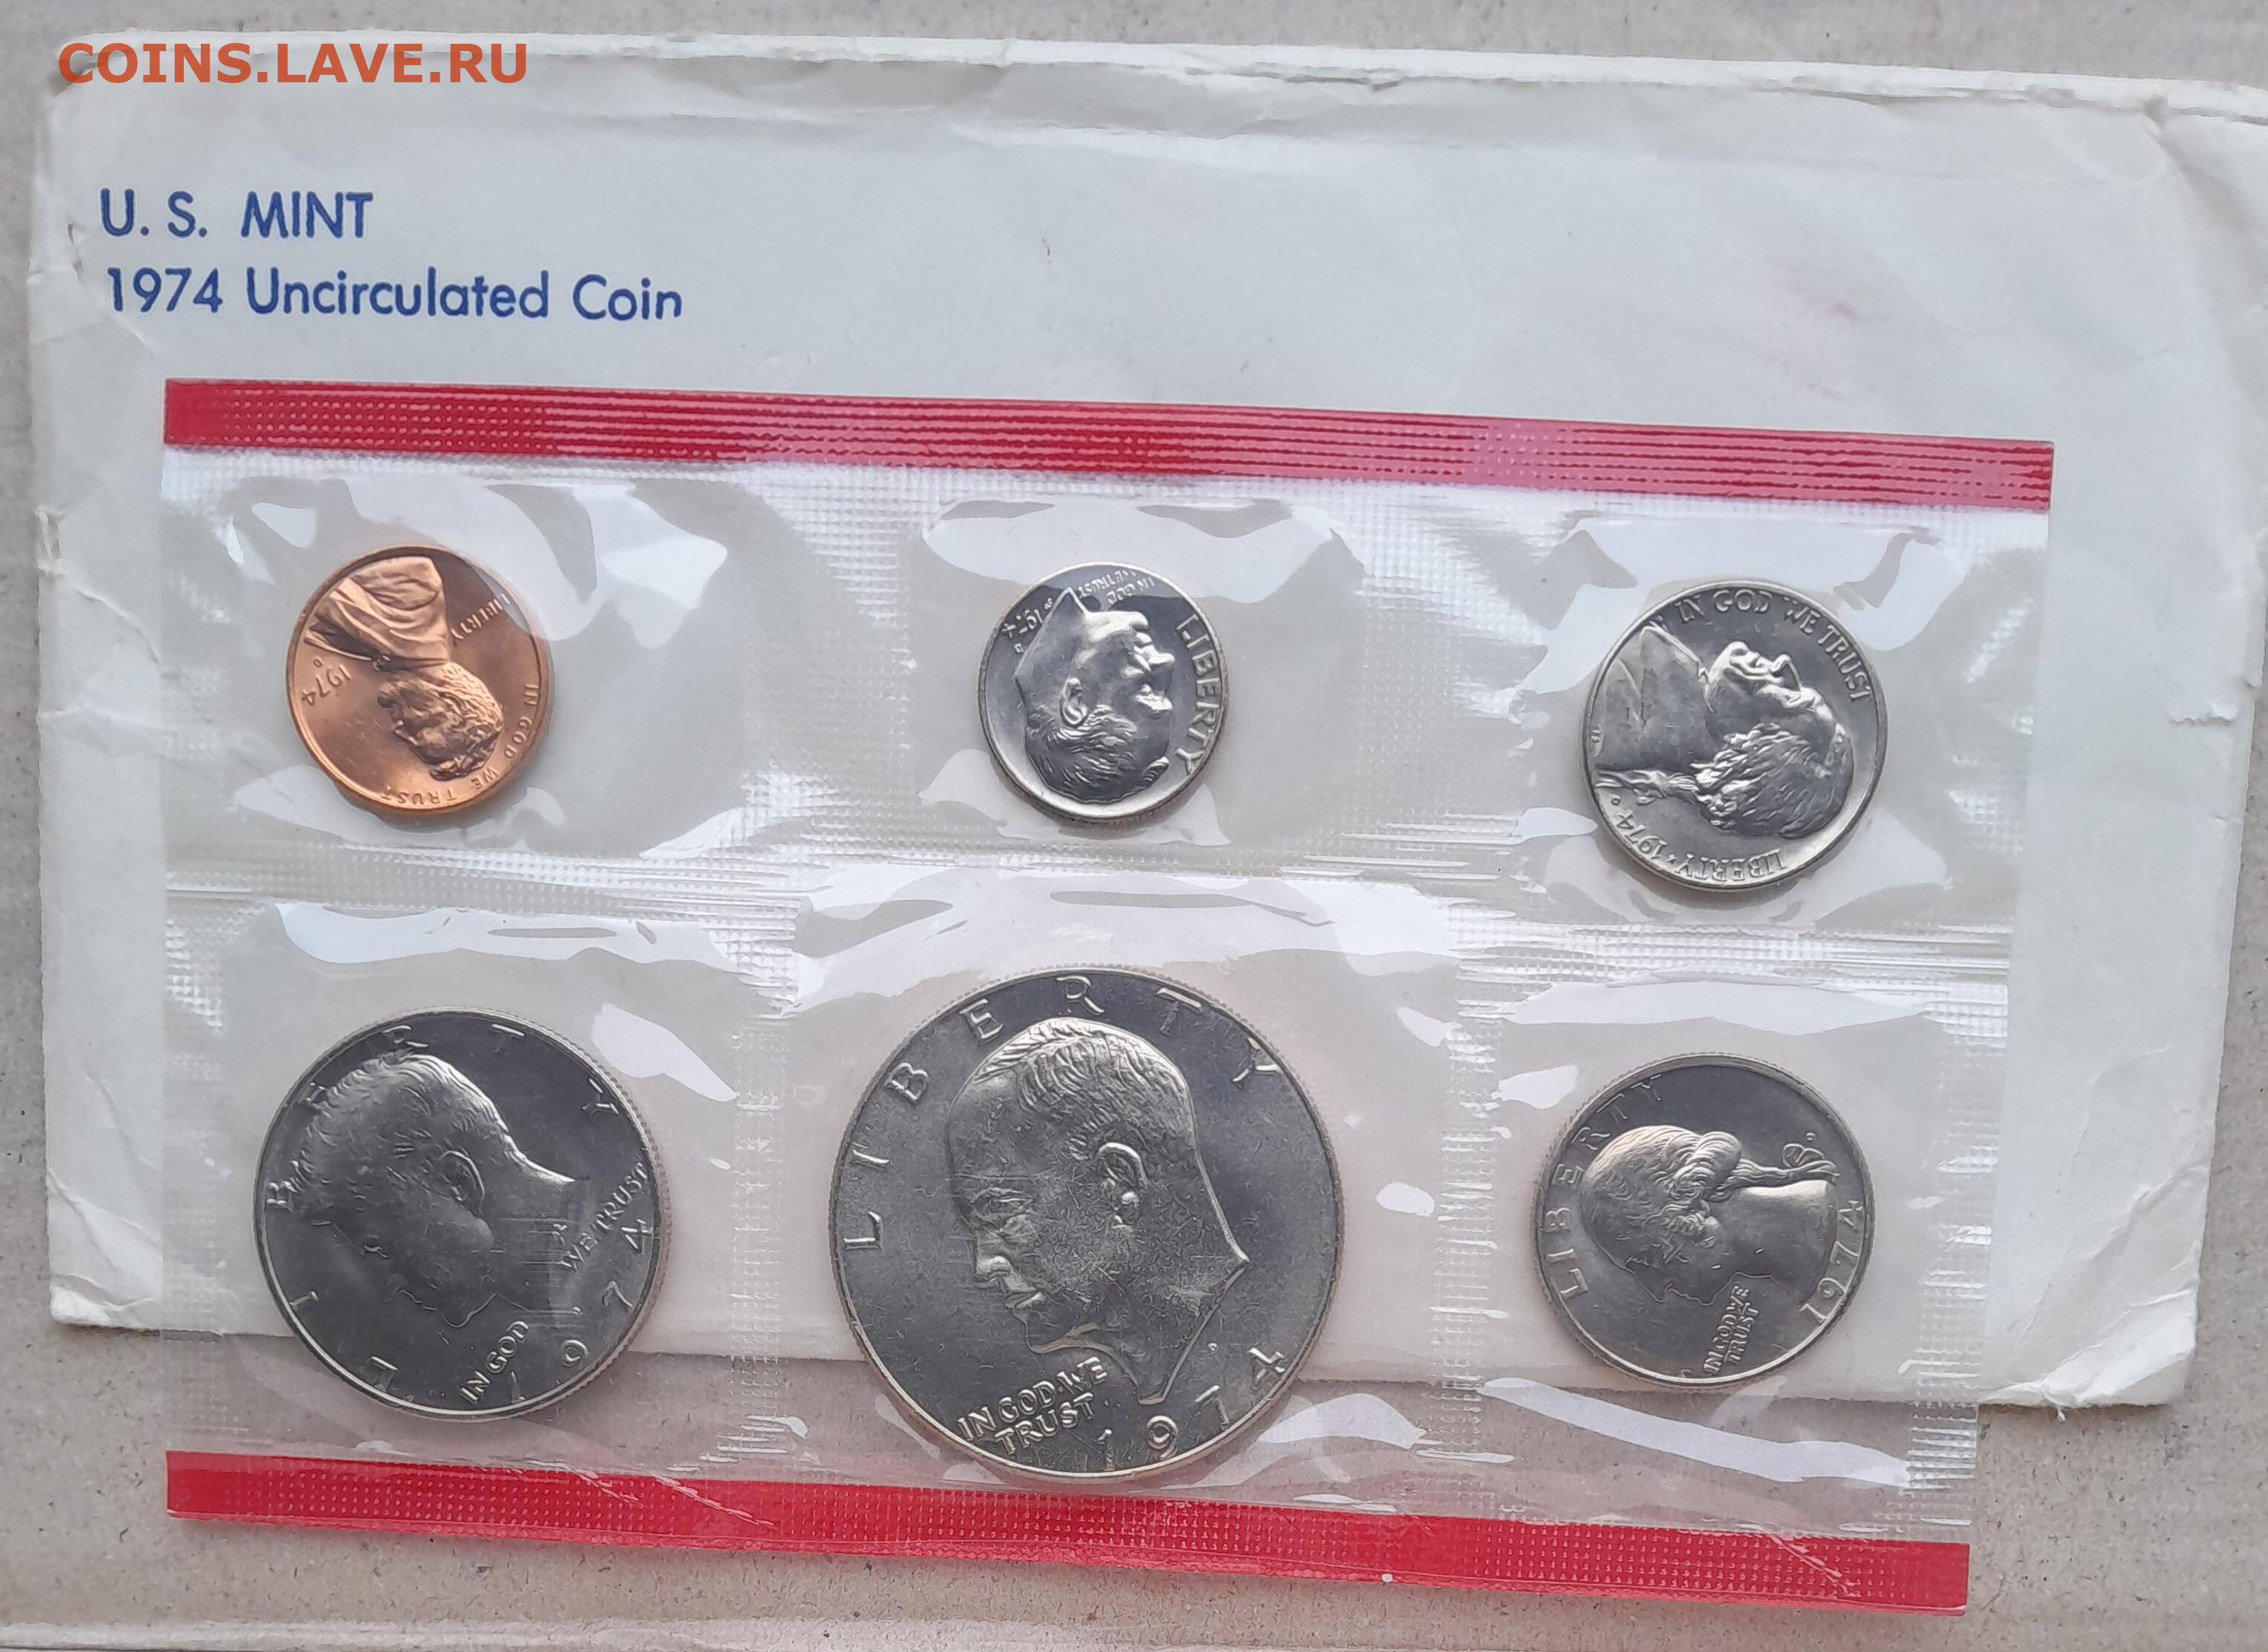 COINS.LAVE.RU
U. S. MINT
1974 Uncirculated Coin
LIBERTY
1974
D
IN GOD WE TRUST
LIBERTY
IN GOD
WE TRUST
1974
D
IN GOD WE TRUST
LIBERTY • 1974
LIBERTY
IN GOD
WE TRUST
1974
LIBERTY
IN GOD WE
TRUST
1974
LIBERTY
IN GOD WE
TRUST
1974